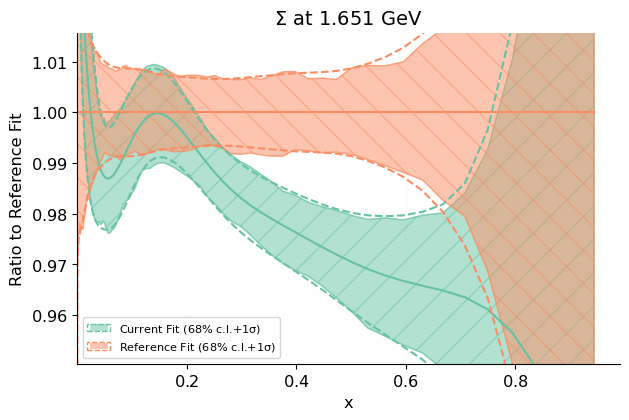 Σ at 1.651 GeV
Ratio to Reference Fit
1.01
1.00
0.99
0.98
0.97
0.96
Current Fit (68% c.l.+1σ)
Reference Fit (68% c.l.+1σ)
0.2
0.4
0.6
0.8
x